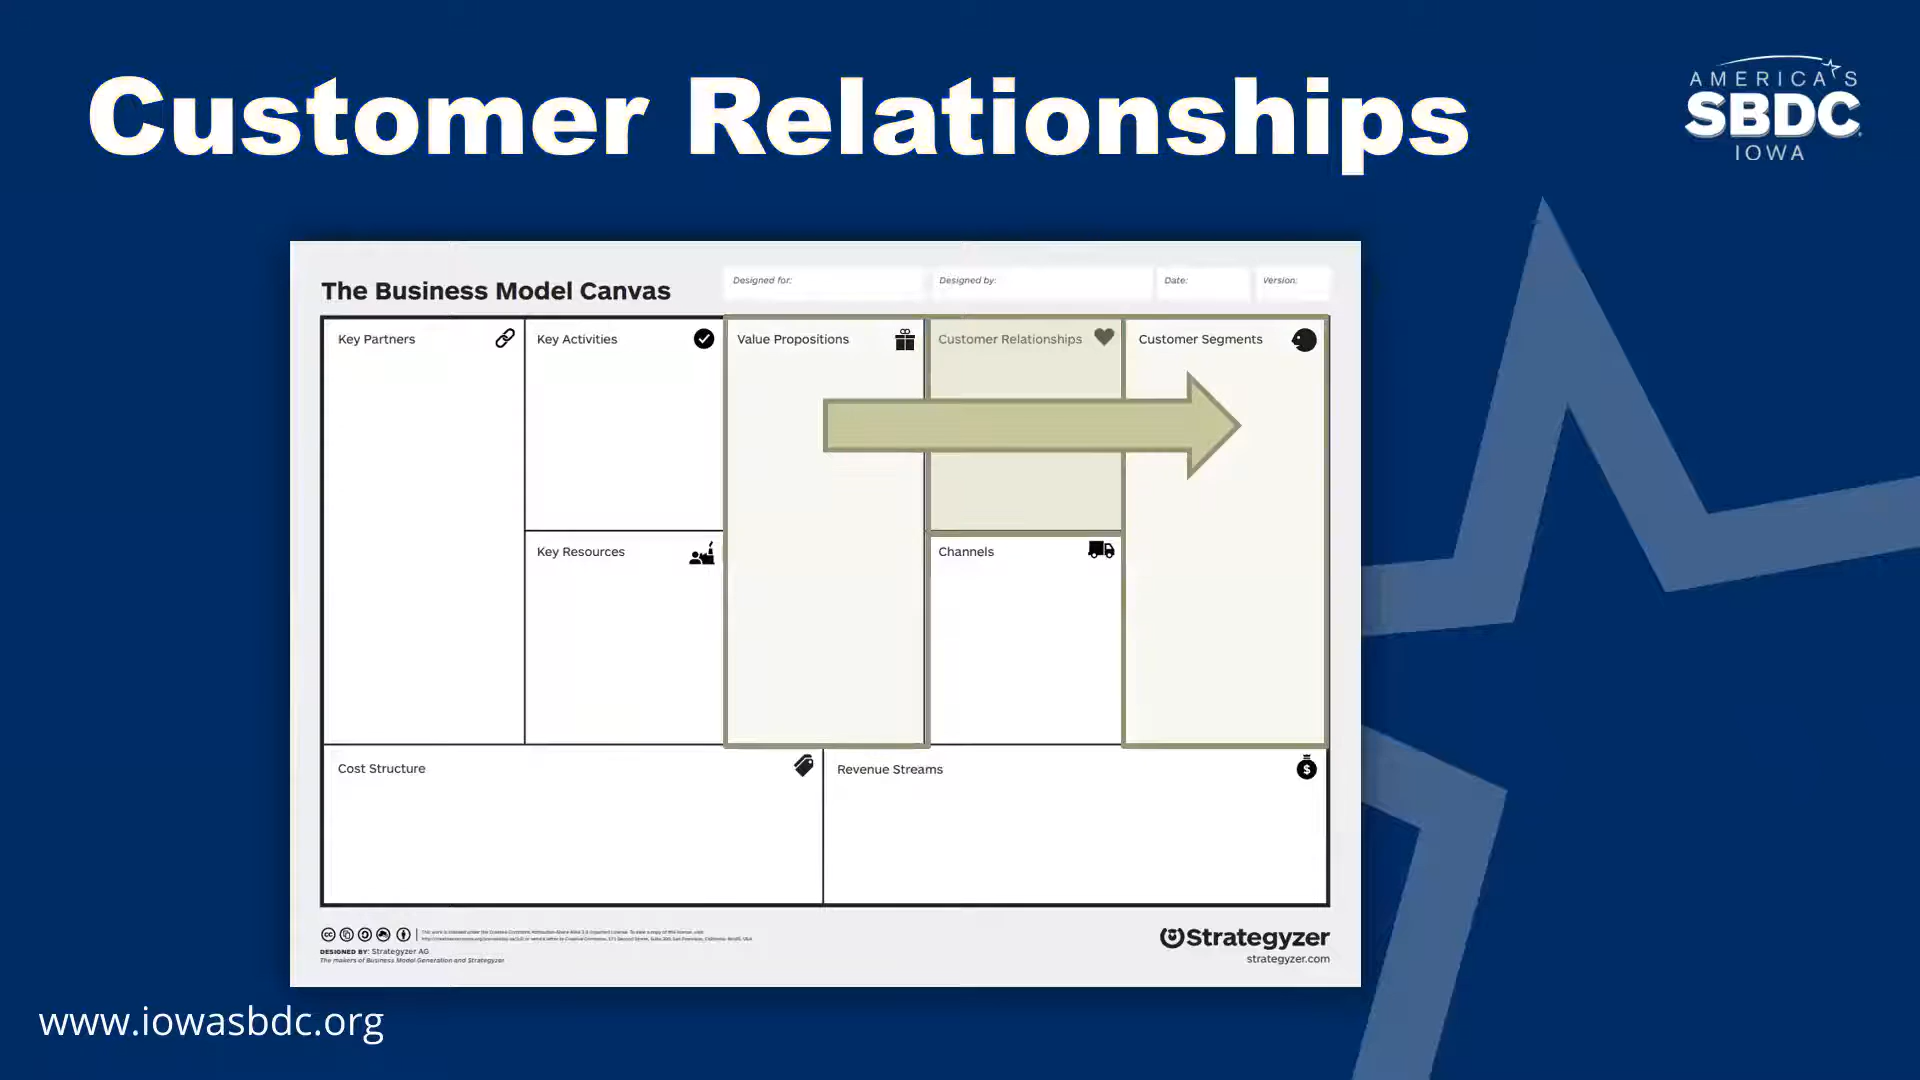 Customer Relationships
AMERICA'S
SBDC
IOWA
The Business Model Canvas
Designed for:
Designed by:
Date:
Version:
Key Partners
Key Activities
Value Propositions
Customer Relationships
Customer Segments
Key Resources
Channels
Cost Structure
Revenue Streams
DESIGNED BY: Strategyzer AG
The makers of Business Model Generation and Strategyzer
Strategyzer
strategyzer.com
www.iowasbdc.org